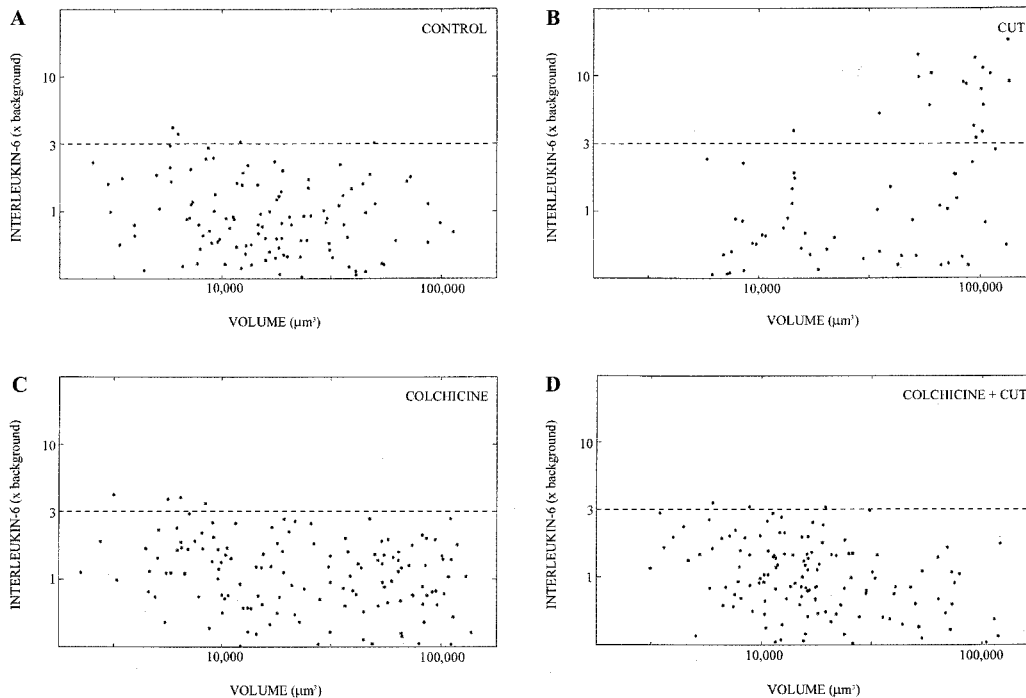 A
CONTROL
INTERLEUKIN-6 (x background)
10
3
1
10,000
100,000
VOLUME (µm³)
B
CUT
INTERLEUKIN-6 (x background)
10
3
1
10,000
100,000
VOLUME (µm³)
C
COLCHICINE
INTERLEUKIN-6 (x background)
10
3
1
10,000
100,000
VOLUME (µm³)
D
COLCHICINE + CUT
INTERLEUKIN-6 (x background)
10
3
1
10,000
100,000
VOLUME (µm³)